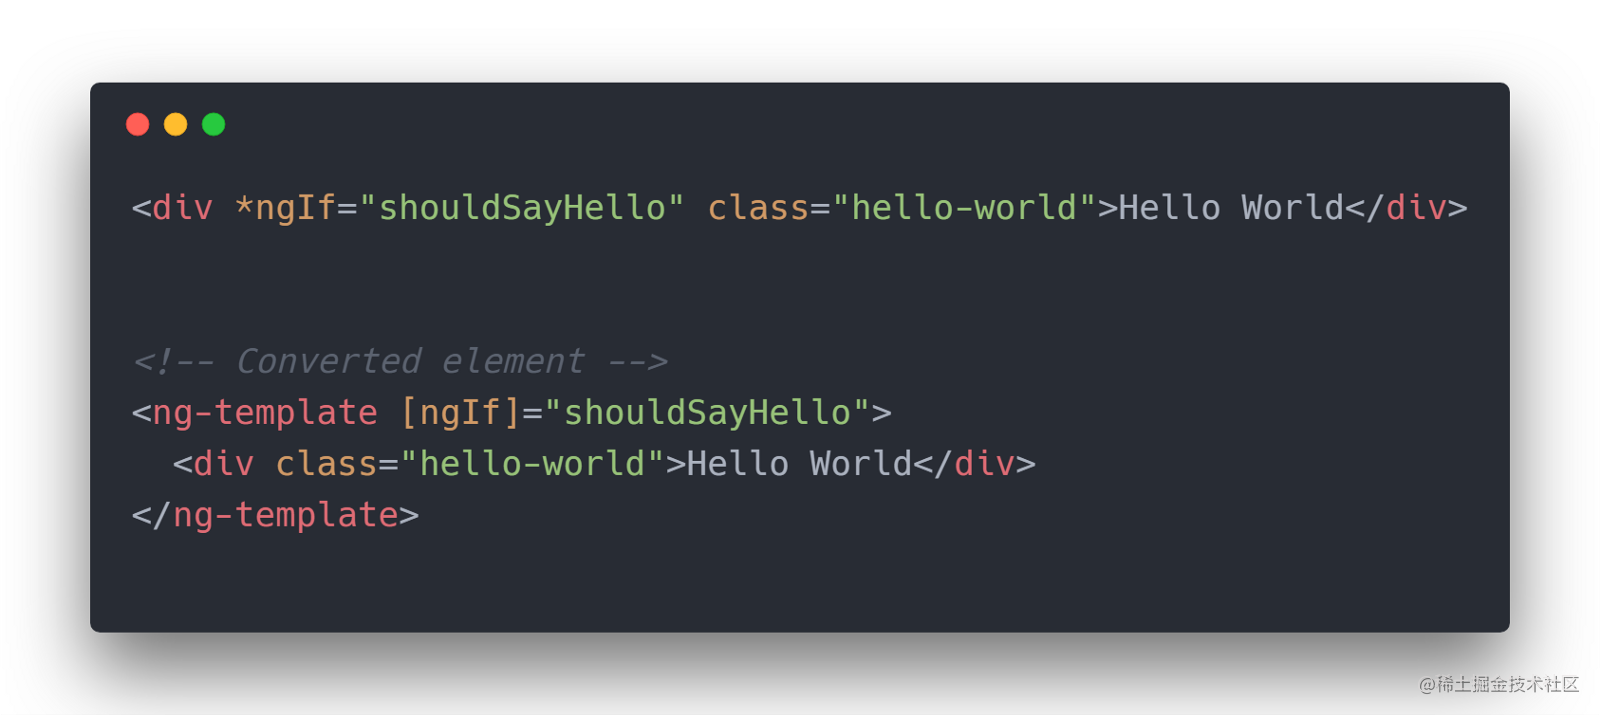 <div *ngIf="shouldSayHello" class="hello-world">Hello World</div>
<!-- Converted element -->
<ng-template [ngIf]="shouldSayHello">
  <div class="hello-world">Hello World</div>
</ng-template>
@稀土掘金技术社区